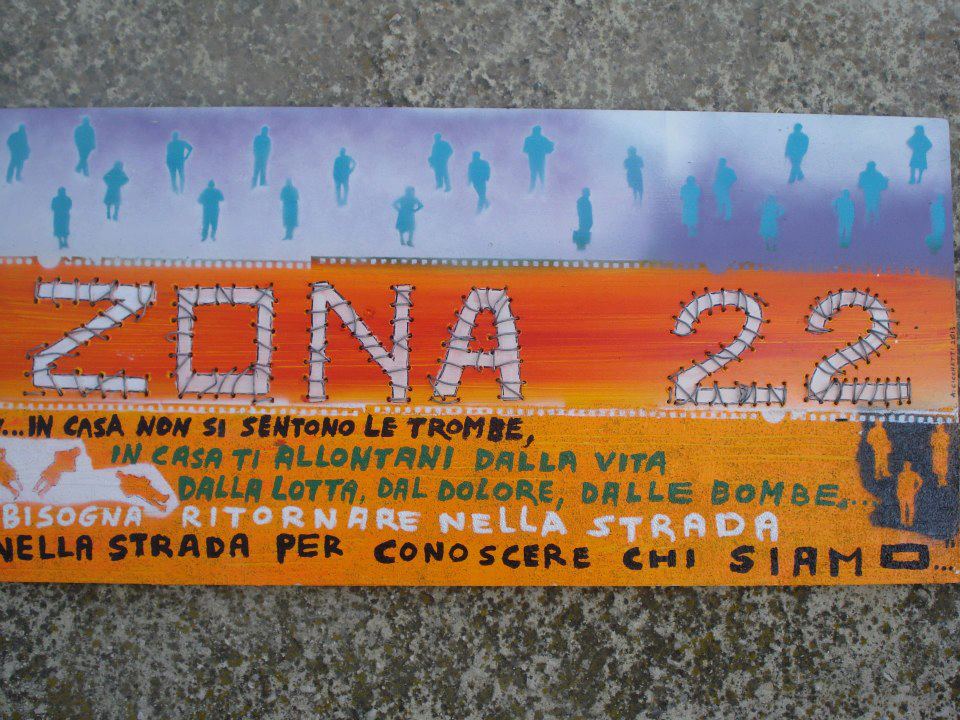 ZONA 22
...IN CASA NON SI SENTONO LE TROMBE,
IN CASA TI ALLONTANI DALLA VITA
DALLA LOTTA, DAL DOLORE, DALLE BOMBE...
BISOGNA RITORNARE NELLA STRADA
NELLA STRADA PER CONOSCERE CHI SIAMO...